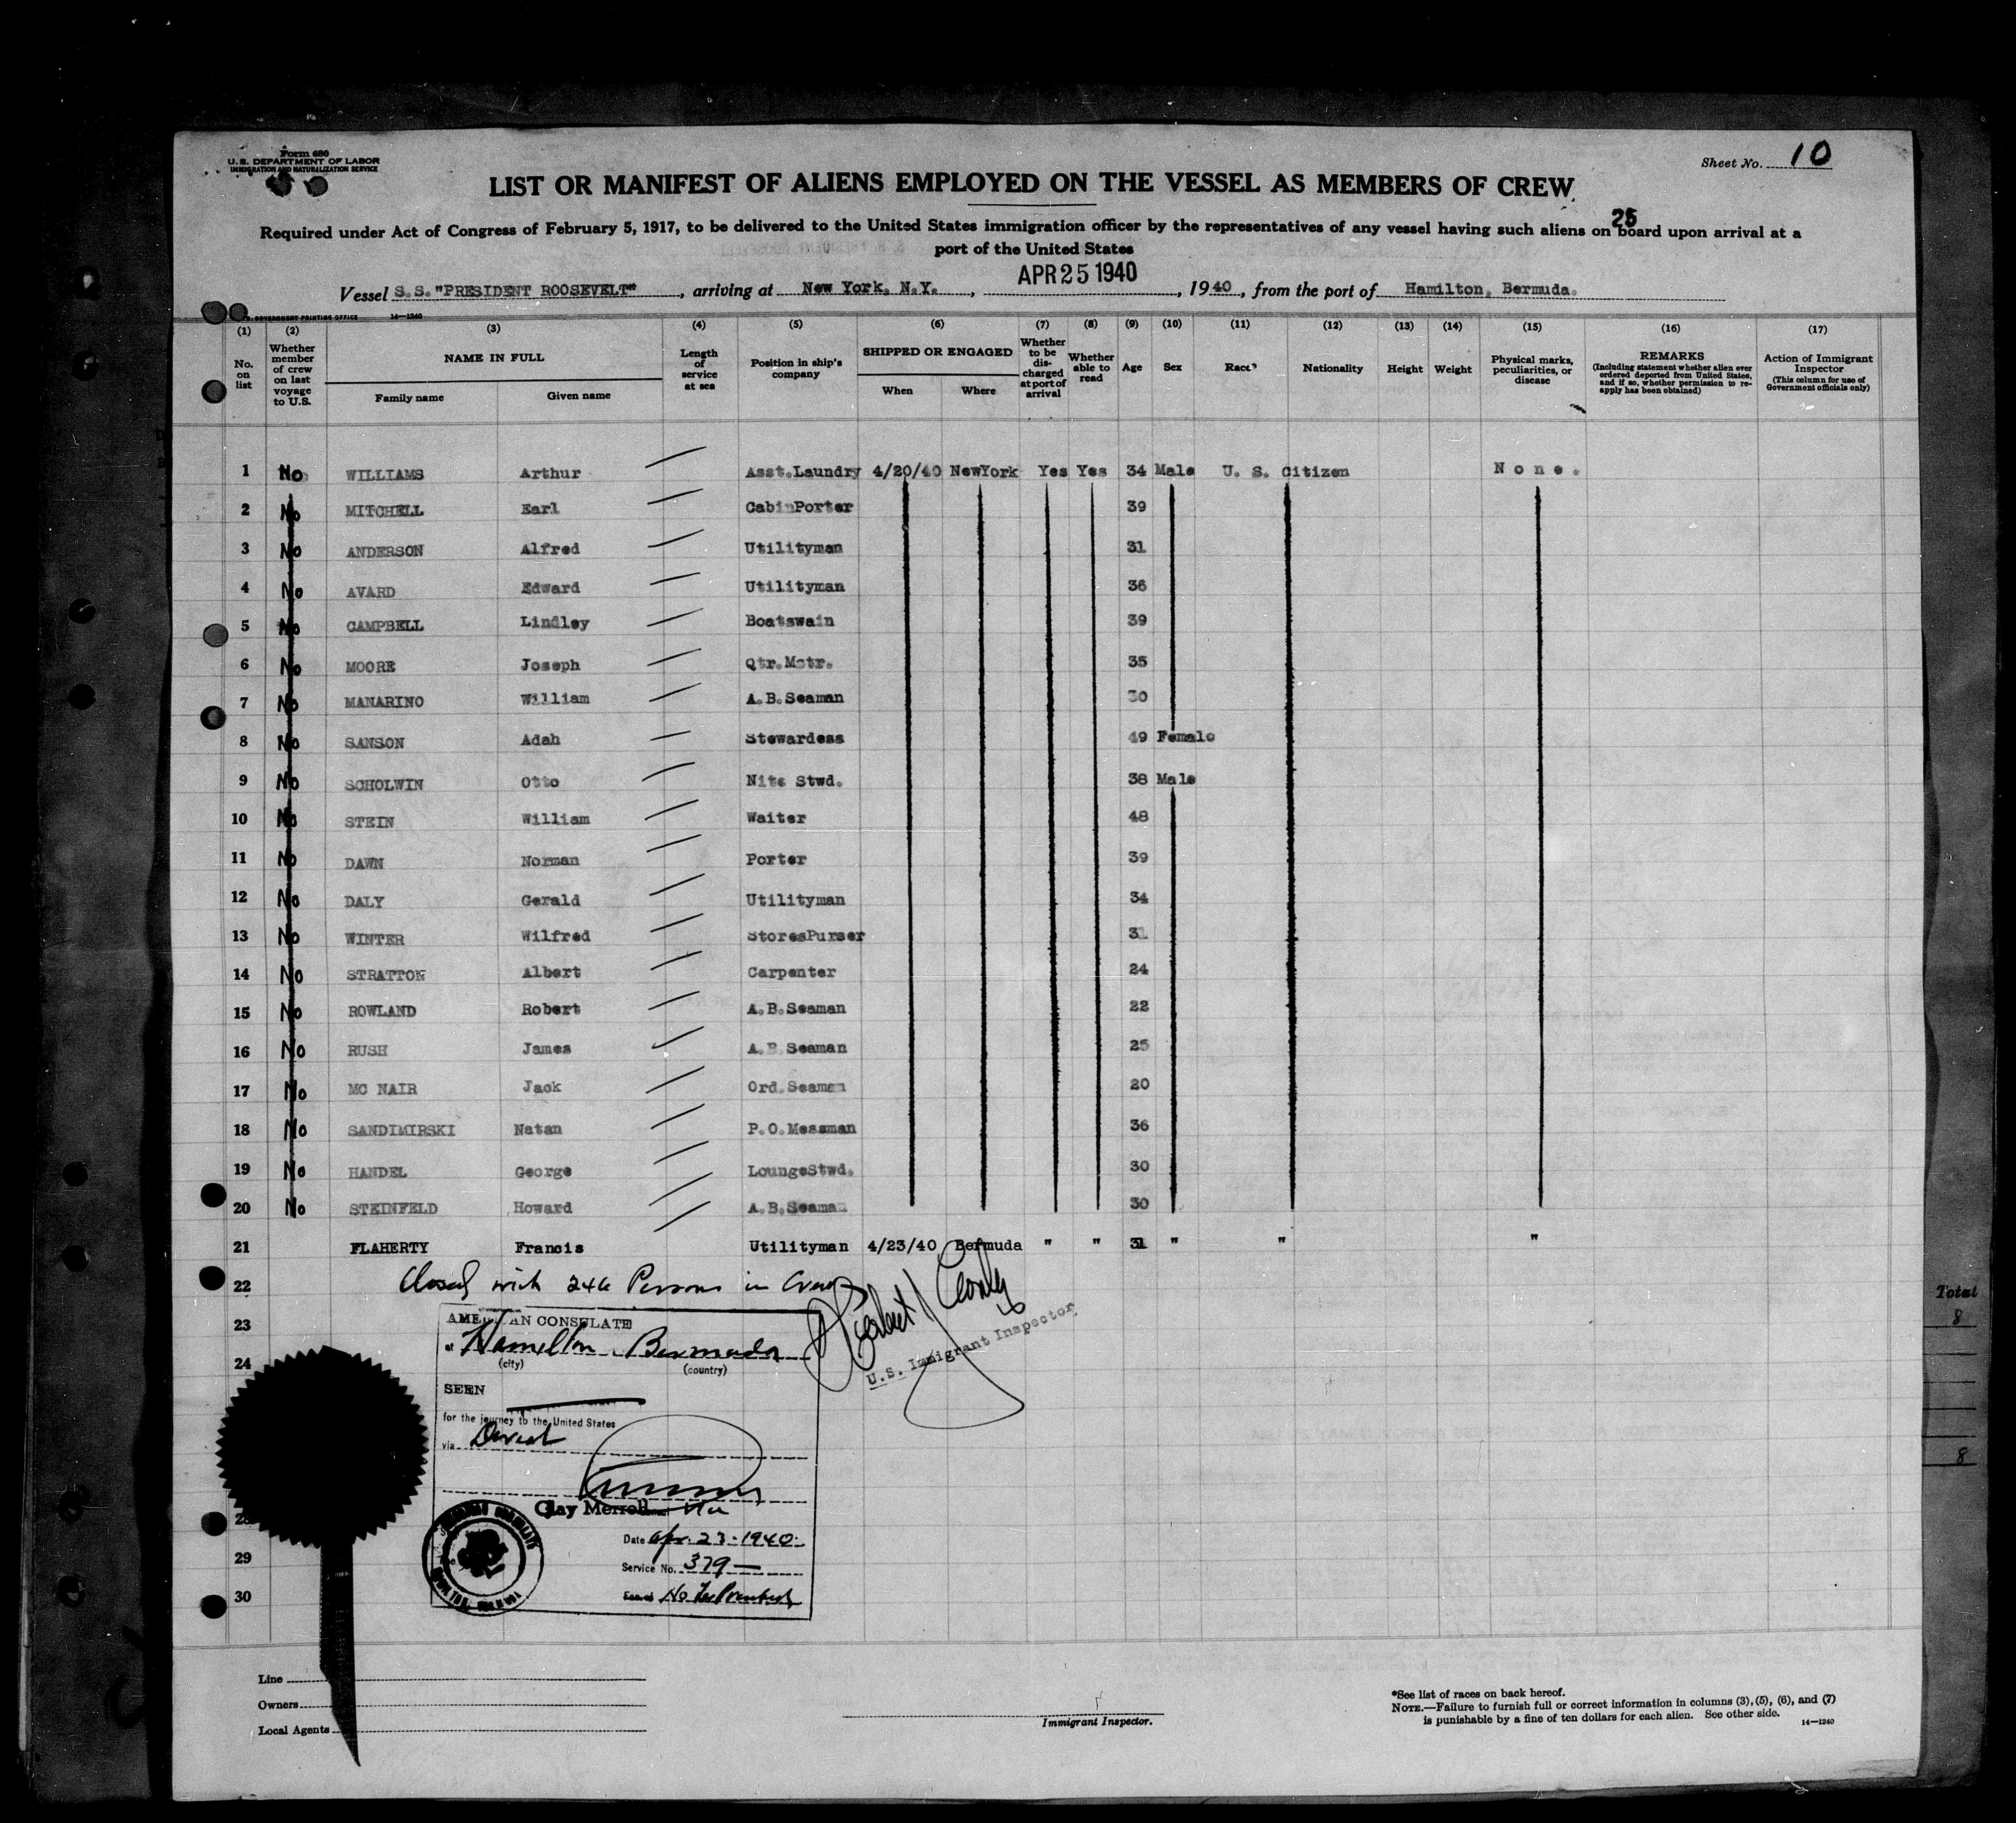 Form 680
U. S. DEPARTMENT OF LABOR
IMMIGRATION AND NATURALIZATION SERVICE
Sheet No. 10
LIST OR MANIFEST OF ALIENS EMPLOYED ON THE VESSEL AS MEMBERS OF CREW
25
Required under Act of Congress of February 5, 1917, to be delivered to the United States immigration officer by the representatives of any vessel having such aliens on board upon arrival at a
port of the United States
APR 25 1940
Vessel S.S."PRESIDENT ROOSEVELT", arriving at New York, N.Y., , 1940, from the port of Hamilton, Bermuda.
GOVERNMENT PRINTING OFFICE 14—1240
(1) (2) (3) (4) (5) (6) (7) (8) (9) (10) (11) (12) (13) (14) (15) (16) (17)
No. on list
Whether member of crew on last voyage to U.S.
NAME IN FULL
Family name Given name
Length of service at sea
Position in ship's company
SHIPPED OR ENGAGED
When Where
Whether to be discharged at port of arrival
Whether able to read
Age Sex Race* Nationality Height Weight
Physical marks, peculiarities, or disease
REMARKS
(Including statement whether alien ever ordered deported from United States, and if so, whether permission to reapply has been obtained)
Action of Immigrant Inspector
(This column for use of Government officials only)
1 No WILLIAMS Arthur Asst.Laundry 4/20/40 NewYork Yes Yes 34 Male U. S. Citizen None.
2 No MITCHELL Earl CabinPorter 39
3 No ANDERSON Alfred Utilityman 31
4 No AVARD Edward Utilityman 36
5 No CAMPBELL Lindley Boatswain 39
6 No MOORE Joseph Qtr.Mstr. 35
7 No MANARINO William A.B.Seaman 30
8 No SANSON Adah Stewardess 49 Female
9 No SCHOLWIN Otto Nite Stwd. 38 Male
10 No STEIN William Waiter 48
11 No DAWN Norman Porter 39
12 No DALY Gerald Utilityman 34
13 No WINTER Wilfred StoresPurser 31
14 No STRATTON Albert Carpenter 24
15 No ROWLAND Robert A.B.Seaman 22
16 No RUSH James A.B Seaman 25
17 No MC NAIR Jack Ord.Seaman 20
18 No SANDIMIRSKI Natan P.O.Messman 36
19 No HANDEL George LoungeStwd. 30
20 No STEINFELD Howard A.B.Seaman 30
21 FLAHERTY Francis Utilityman 4/23/40 Bermuda " " 31 " " "
22 Closed with 246 Persons in Crew
23
24
29
30
U.S. Immigrant Inspector
AMERICAN CONSULATE
at Hamilton Bermuda
(city) (country)
SEEN
for the journey to the United States
via Direct
Clay Merrell
Date Apr. 23-1940
Service No. 379—
Total
8
8
Line
Owners
Local Agents
Immigrant Inspector.
*See list of races on back hereof.
NOTE.—Failure to furnish full or correct information in columns (3), (5), (6), and (7)
is punishable by a fine of ten dollars for each alien. See other side.
14—1240